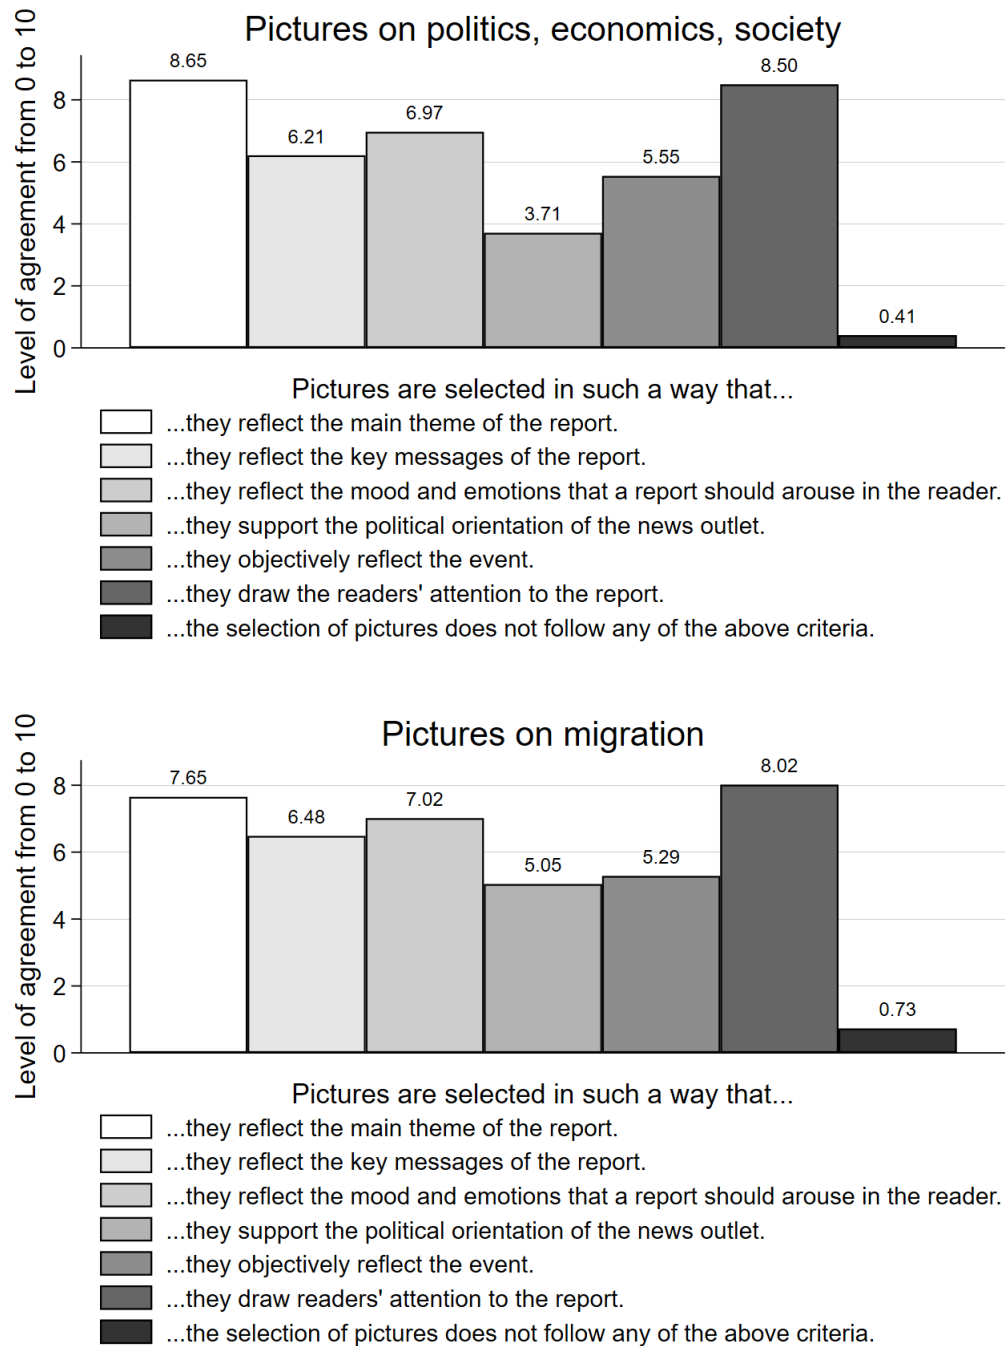 Pictures on politics, economics, society
Level of agreement from 0 to 10
8
6
4
2
0
8.65
6.21
6.97
3.71
5.55
8.50
0.41
Pictures are selected in such a way that...
...they reflect the main theme of the report.
...they reflect the key messages of the report.
...they reflect the mood and emotions that a report should arouse in the reader.
...they support the political orientation of the news outlet.
...they objectively reflect the event.
...they draw the readers' attention to the report.
...the selection of pictures does not follow any of the above criteria.
Pictures on migration
Level of agreement from 0 to 10
8
6
4
2
0
7.65
6.48
7.02
5.05
5.29
8.02
0.73
Pictures are selected in such a way that...
...they reflect the main theme of the report.
...they reflect the key messages of the report.
...they reflect the mood and emotions that a report should arouse in the reader.
...they support the political orientation of the news outlet.
...they objectively reflect the event.
...they draw readers' attention to the report.
...the selection of pictures does not follow any of the above criteria.